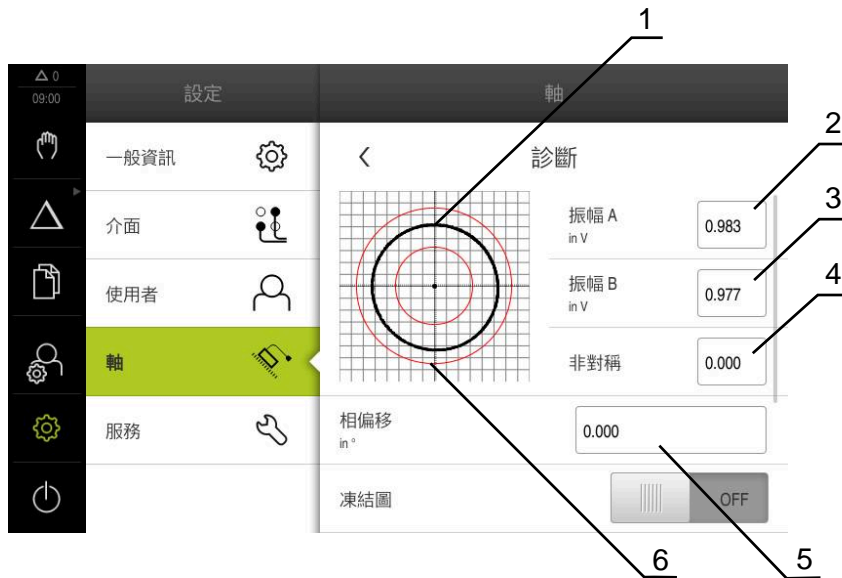 1
△ 0
09:00
設定
軸
2
一般資訊
診斷
振幅 A
in V
0.983
3
介面
振幅 B
in V
0.977
4
使用者
非對稱
0.000
軸
相偏移
in °
0.000
服務
凍結圖
OFF
6
5